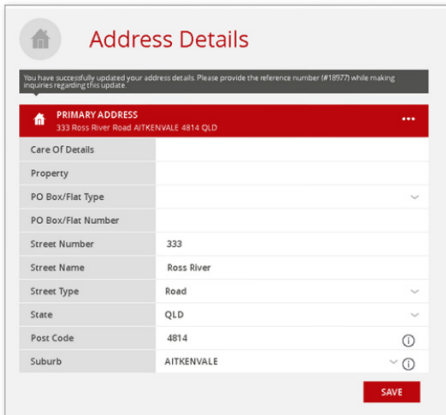 Address Details
You have successfully updated your address details. Please provide the reference number (#18977) while making
inquiries regarding this update.
PRIMARY ADDRESS
333 Ross River Road AITKENVALE 4814 QLD
Care Of Details
Property
PO Box/Flat Type
PO Box/Flat Number
Street Number 333
Street Name Ross River
Street Type Road
State QLD
Post Code 4814
Suburb AITKENVALE
SAVE